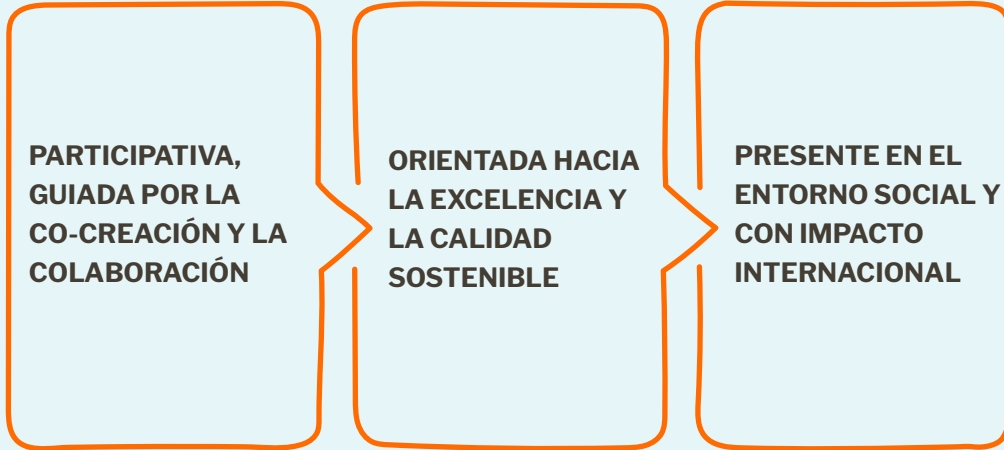 PARTICIPATIVA,
GUIADA POR LA
CO-CREACIÓN Y LA
COLABORACIÓN
ORIENTADA HACIA
LA EXCELENCIA Y
LA CALIDAD
SOSTENIBLE
PRESENTE EN EL
ENTORNO SOCIAL Y
CON IMPACTO
INTERNACIONAL